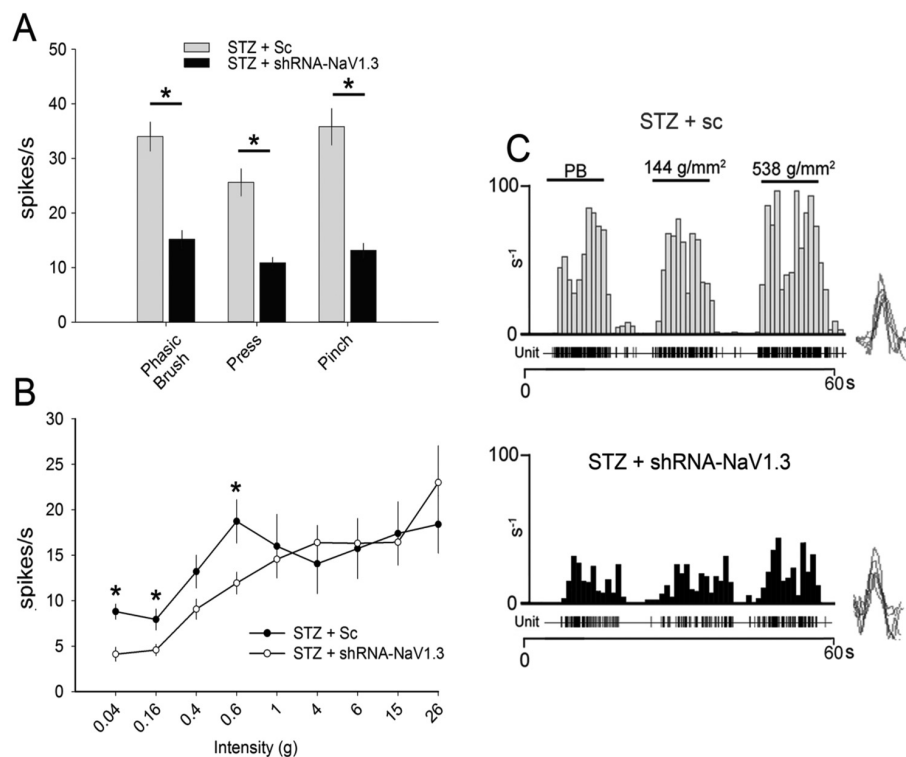 A
STZ + Sc
STZ + shRNA-NaV1.3
*
*
*
50
40
30
20
10
0
spikes/s
Phasic
Brush
Press
Pinch
B
30
25
20
15
10
5
0
spikes/s
*
*
*
STZ + Sc
STZ + shRNA-NaV1.3
0.04
0.16
0.4
0.6
1
4
6
15
26
Intensity (g)
C
STZ + sc
PB
144 g/mm²
538 g/mm²
100
s⁻¹
0
Unit
0
60 s
STZ + shRNA-NaV1.3
100
s⁻¹
0
Unit
0
60 s